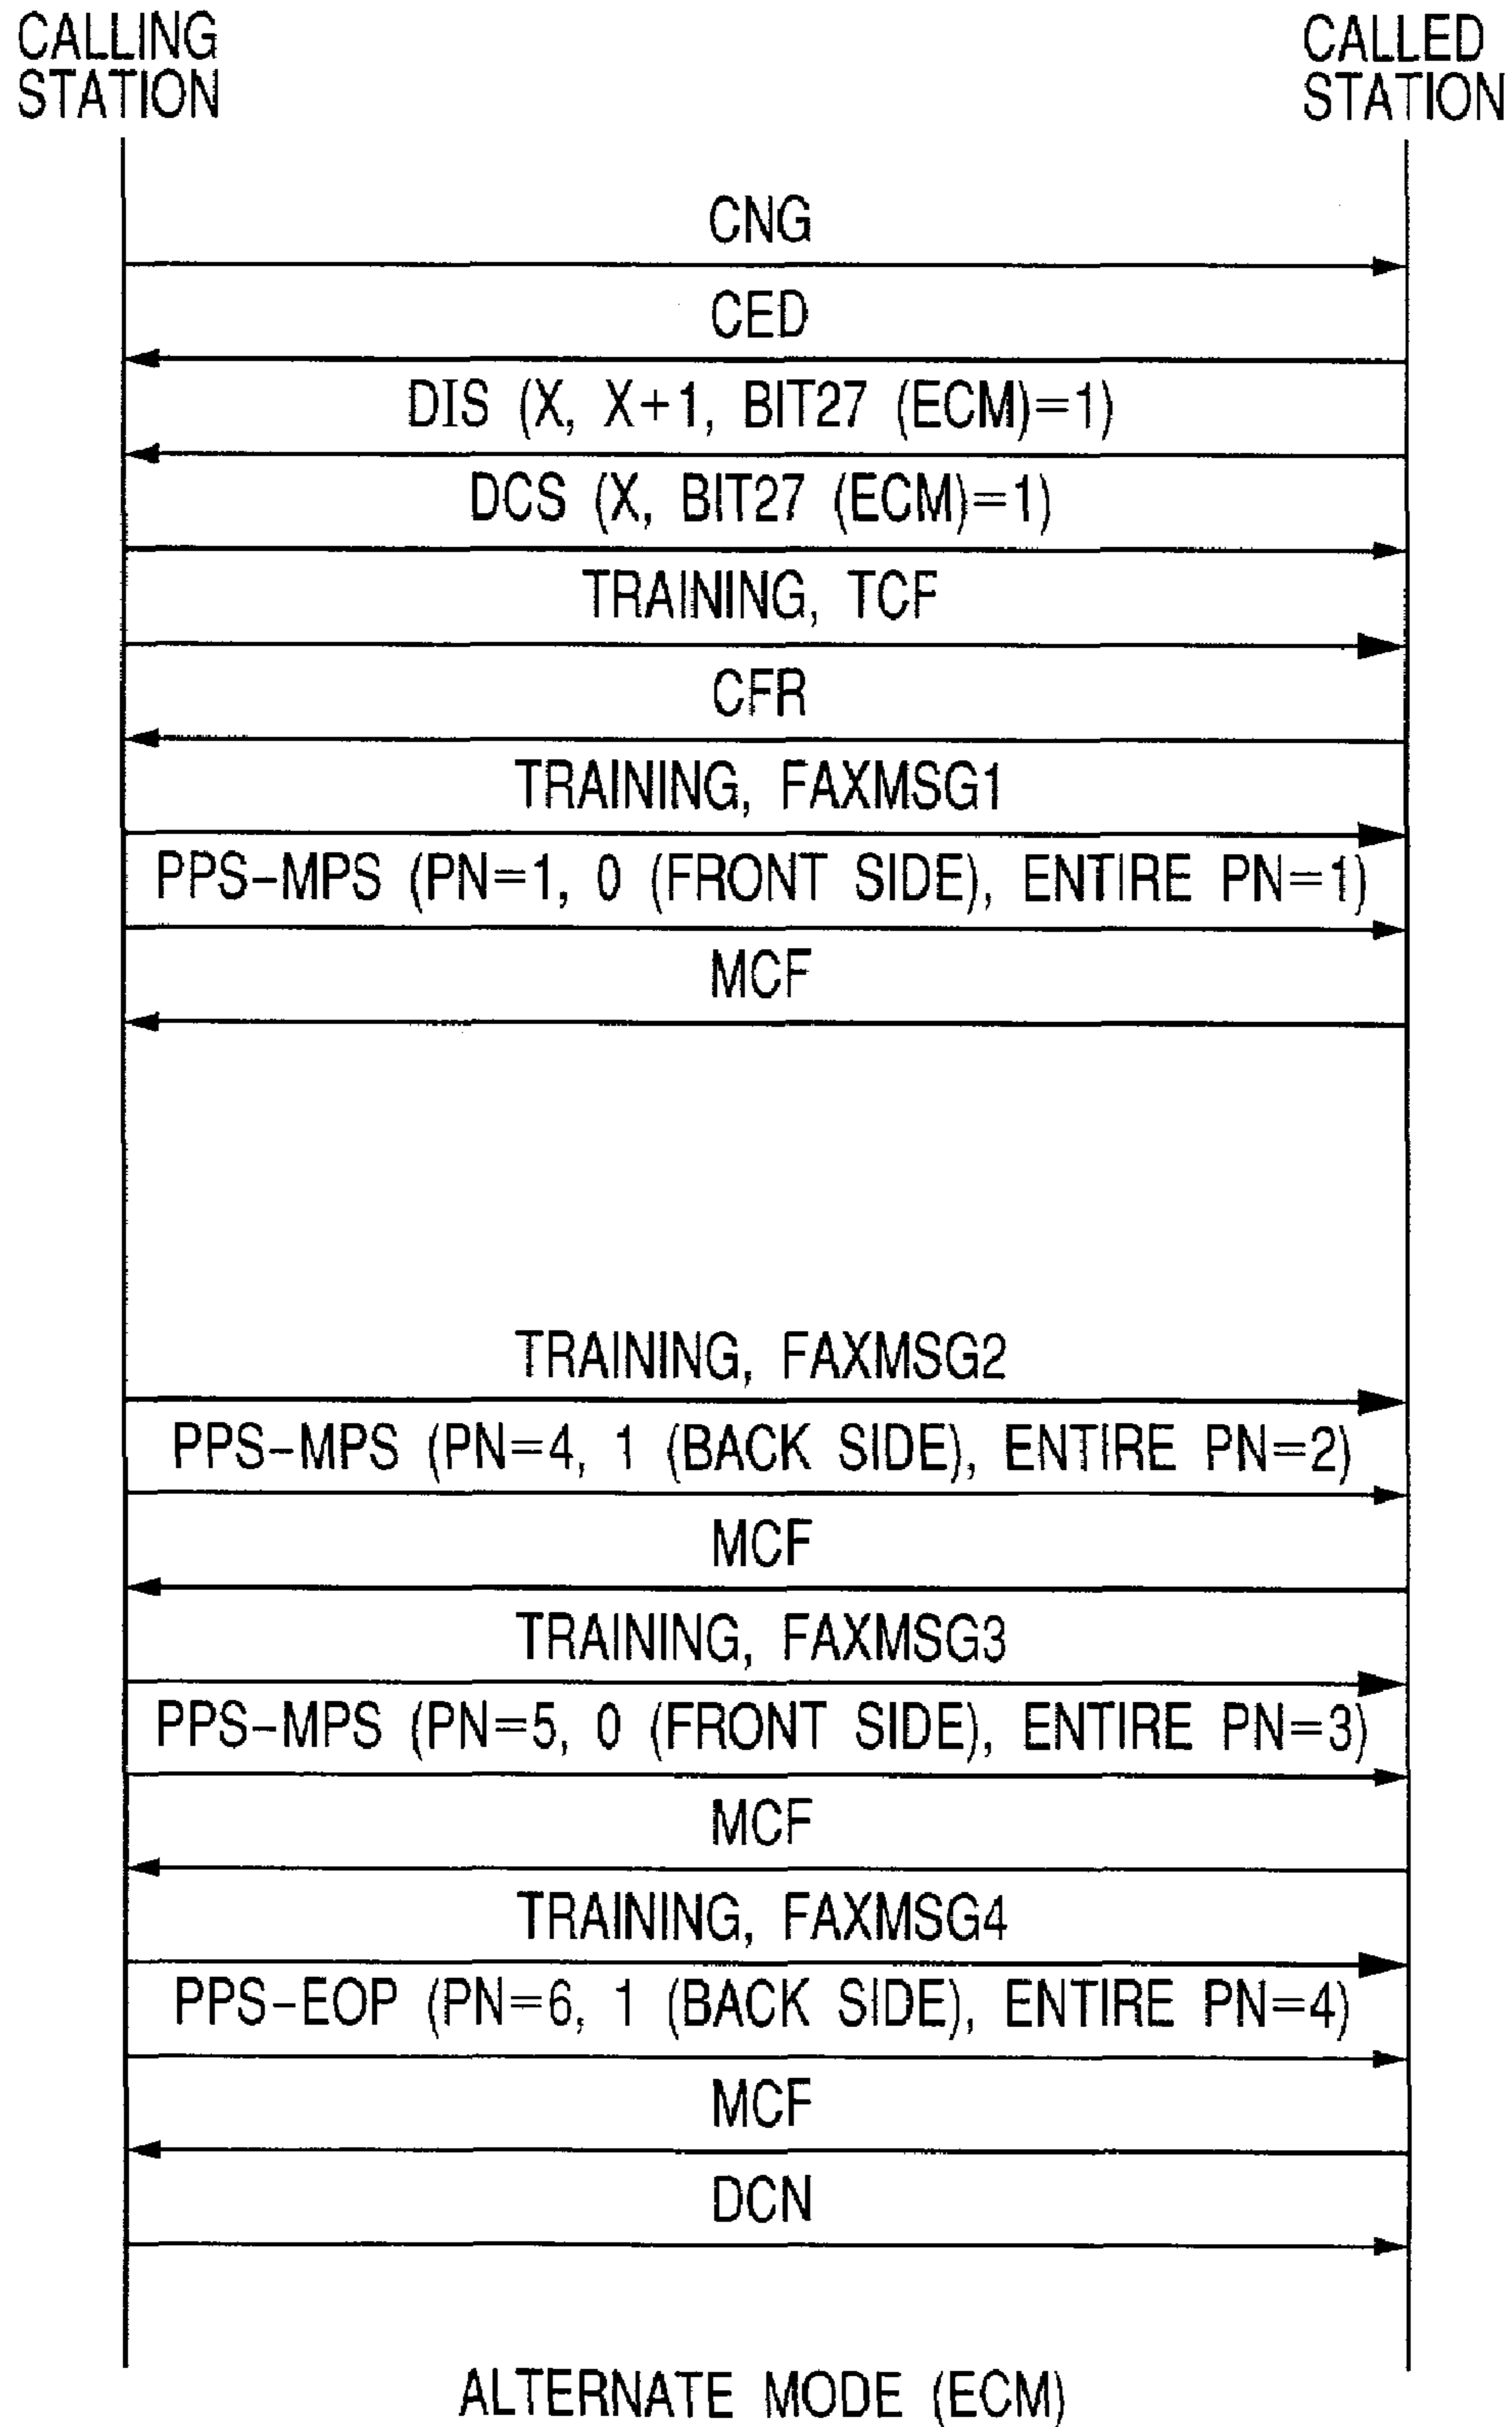 CALLING
STATION
CALLED
STATION
CNG
CED
DIS (X, X+1, BIT27 (ECM)=1)
DCS (X, BIT27 (ECM)=1)
TRAINING, TCF
CFR
TRAINING, FAXMSG1
PPS-MPS (PN=1, 0 (FRONT SIDE), ENTIRE PN=1)
MCF
TRAINING, FAXMSG2
PPS-MPS (PN=4, 1 (BACK SIDE), ENTIRE PN=2)
MCF
TRAINING, FAXMSG3
PPS-MPS (PN=5, 0 (FRONT SIDE), ENTIRE PN=3)
MCF
TRAINING, FAXMSG4
PPS-EOP (PN=6, 1 (BACK SIDE), ENTIRE PN=4)
MCF
DCN
ALTERNATE MODE (ECM)